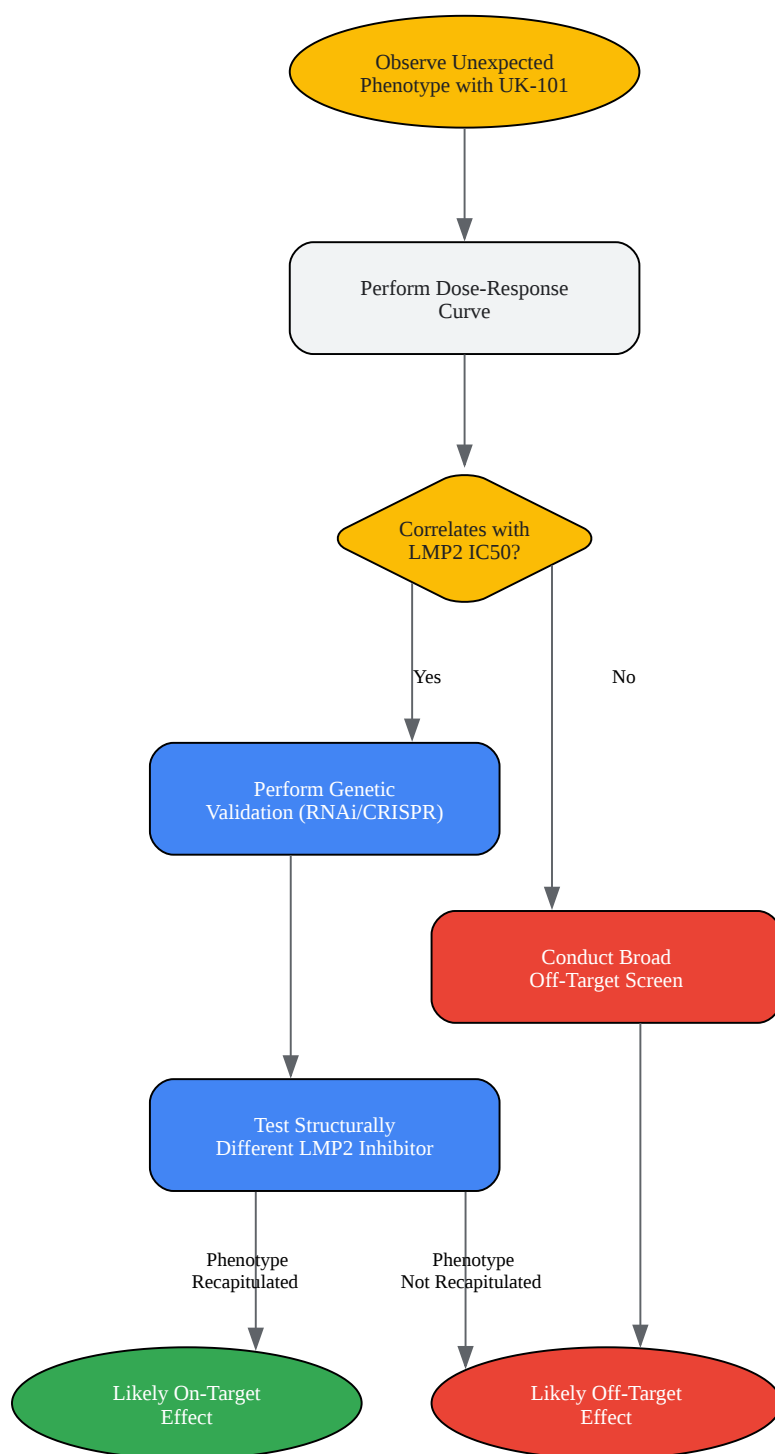 Observe Unexpected
Phenotype with UK-101
Perform Dose-Response
Curve
Correlates with
LMP2 IC50?
Yes
No
Perform Genetic
Validation (RNAi/CRISPR)
Conduct Broad
Off-Target Screen
Test Structurally
Different LMP2 Inhibitor
Phenotype
Recapitulated
Phenotype
Not Recapitulated
Likely On-Target
Effect
Likely Off-Target
Effect